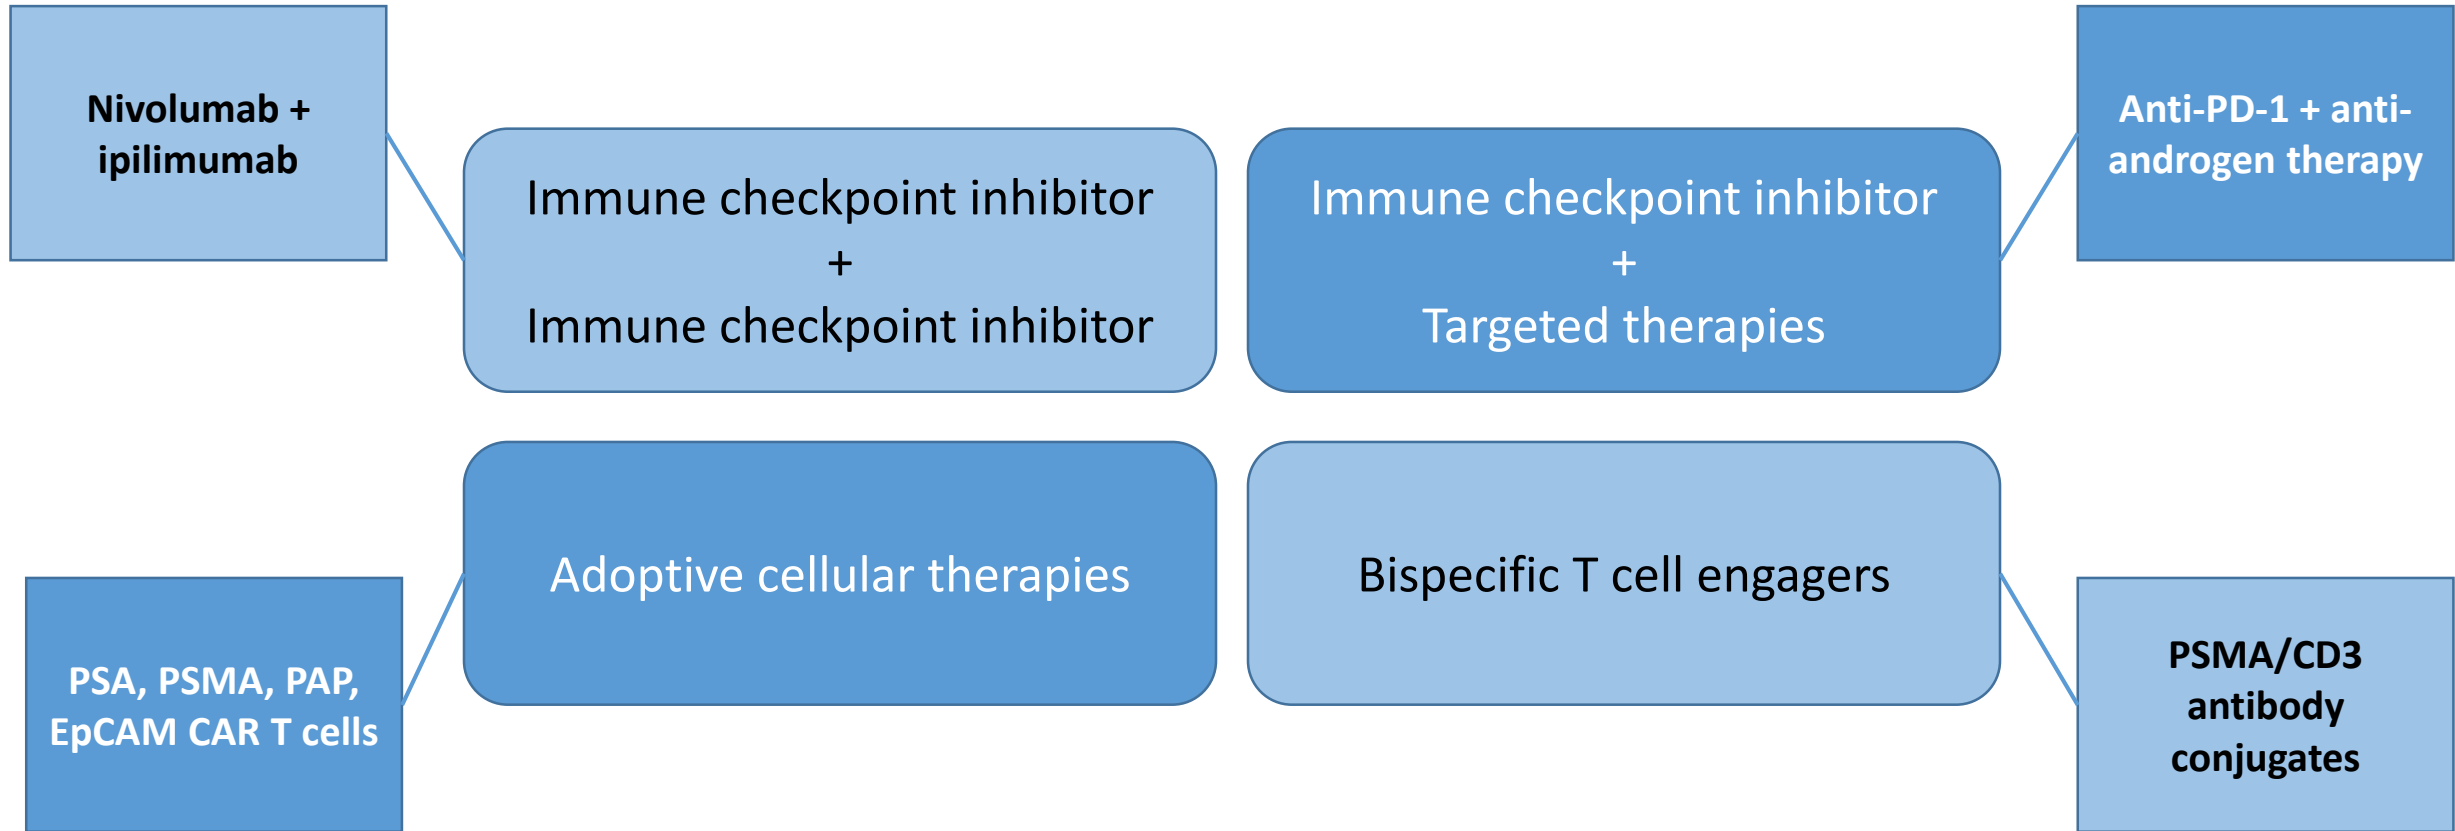 Nivolumab +
ipilimumab
Immune checkpoint inhibitor
+
Immune checkpoint inhibitor
Immune checkpoint inhibitor
+
Targeted therapies
Anti-PD-1 + anti-
androgen therapy
PSA, PSMA, PAP,
EpCAM CAR T cells
Adoptive cellular therapies
Bispecific T cell engagers
PSMA/CD3
antibody
conjugates